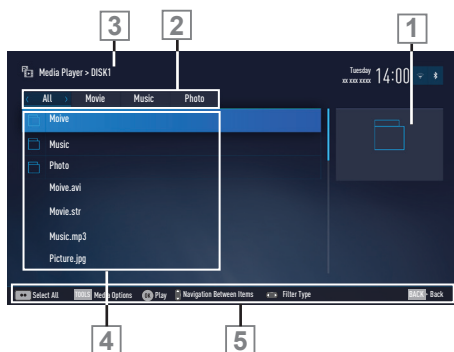 3 2 1
Media Player > DISK1
Tuesday
xx xxx xxxx 14:00
< All > Movie Music Photo
Moive
Music
Photo
Moive.avi
Movie.str
Music.mp3
Picture.jpg
Select All TOOLS Media Options OK Play Navigation Between Items Filter Type BACK - Back
4 5